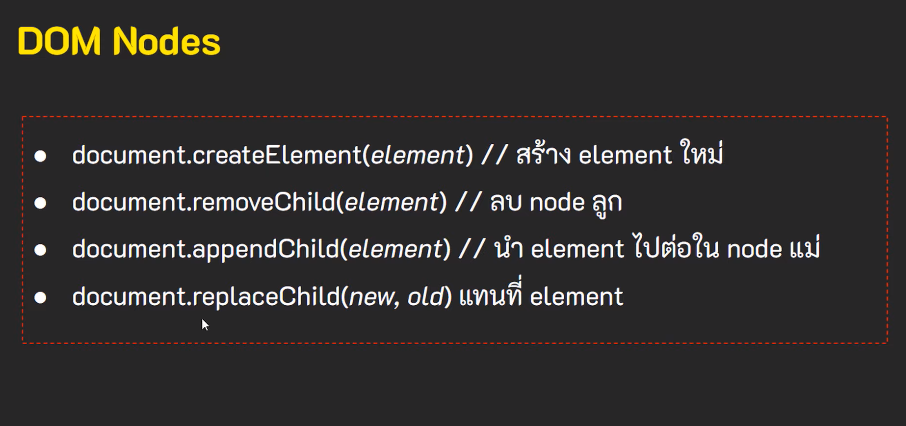 DOM Nodes
● document.createElement(element) // สร้าง element ใหม่
● document.removeChild(element) // ลบ node ลูก
● document.appendChild(element) // นำ element ไปต่อใน node แม่
● document.replaceChild(new, old) แทนที่ element